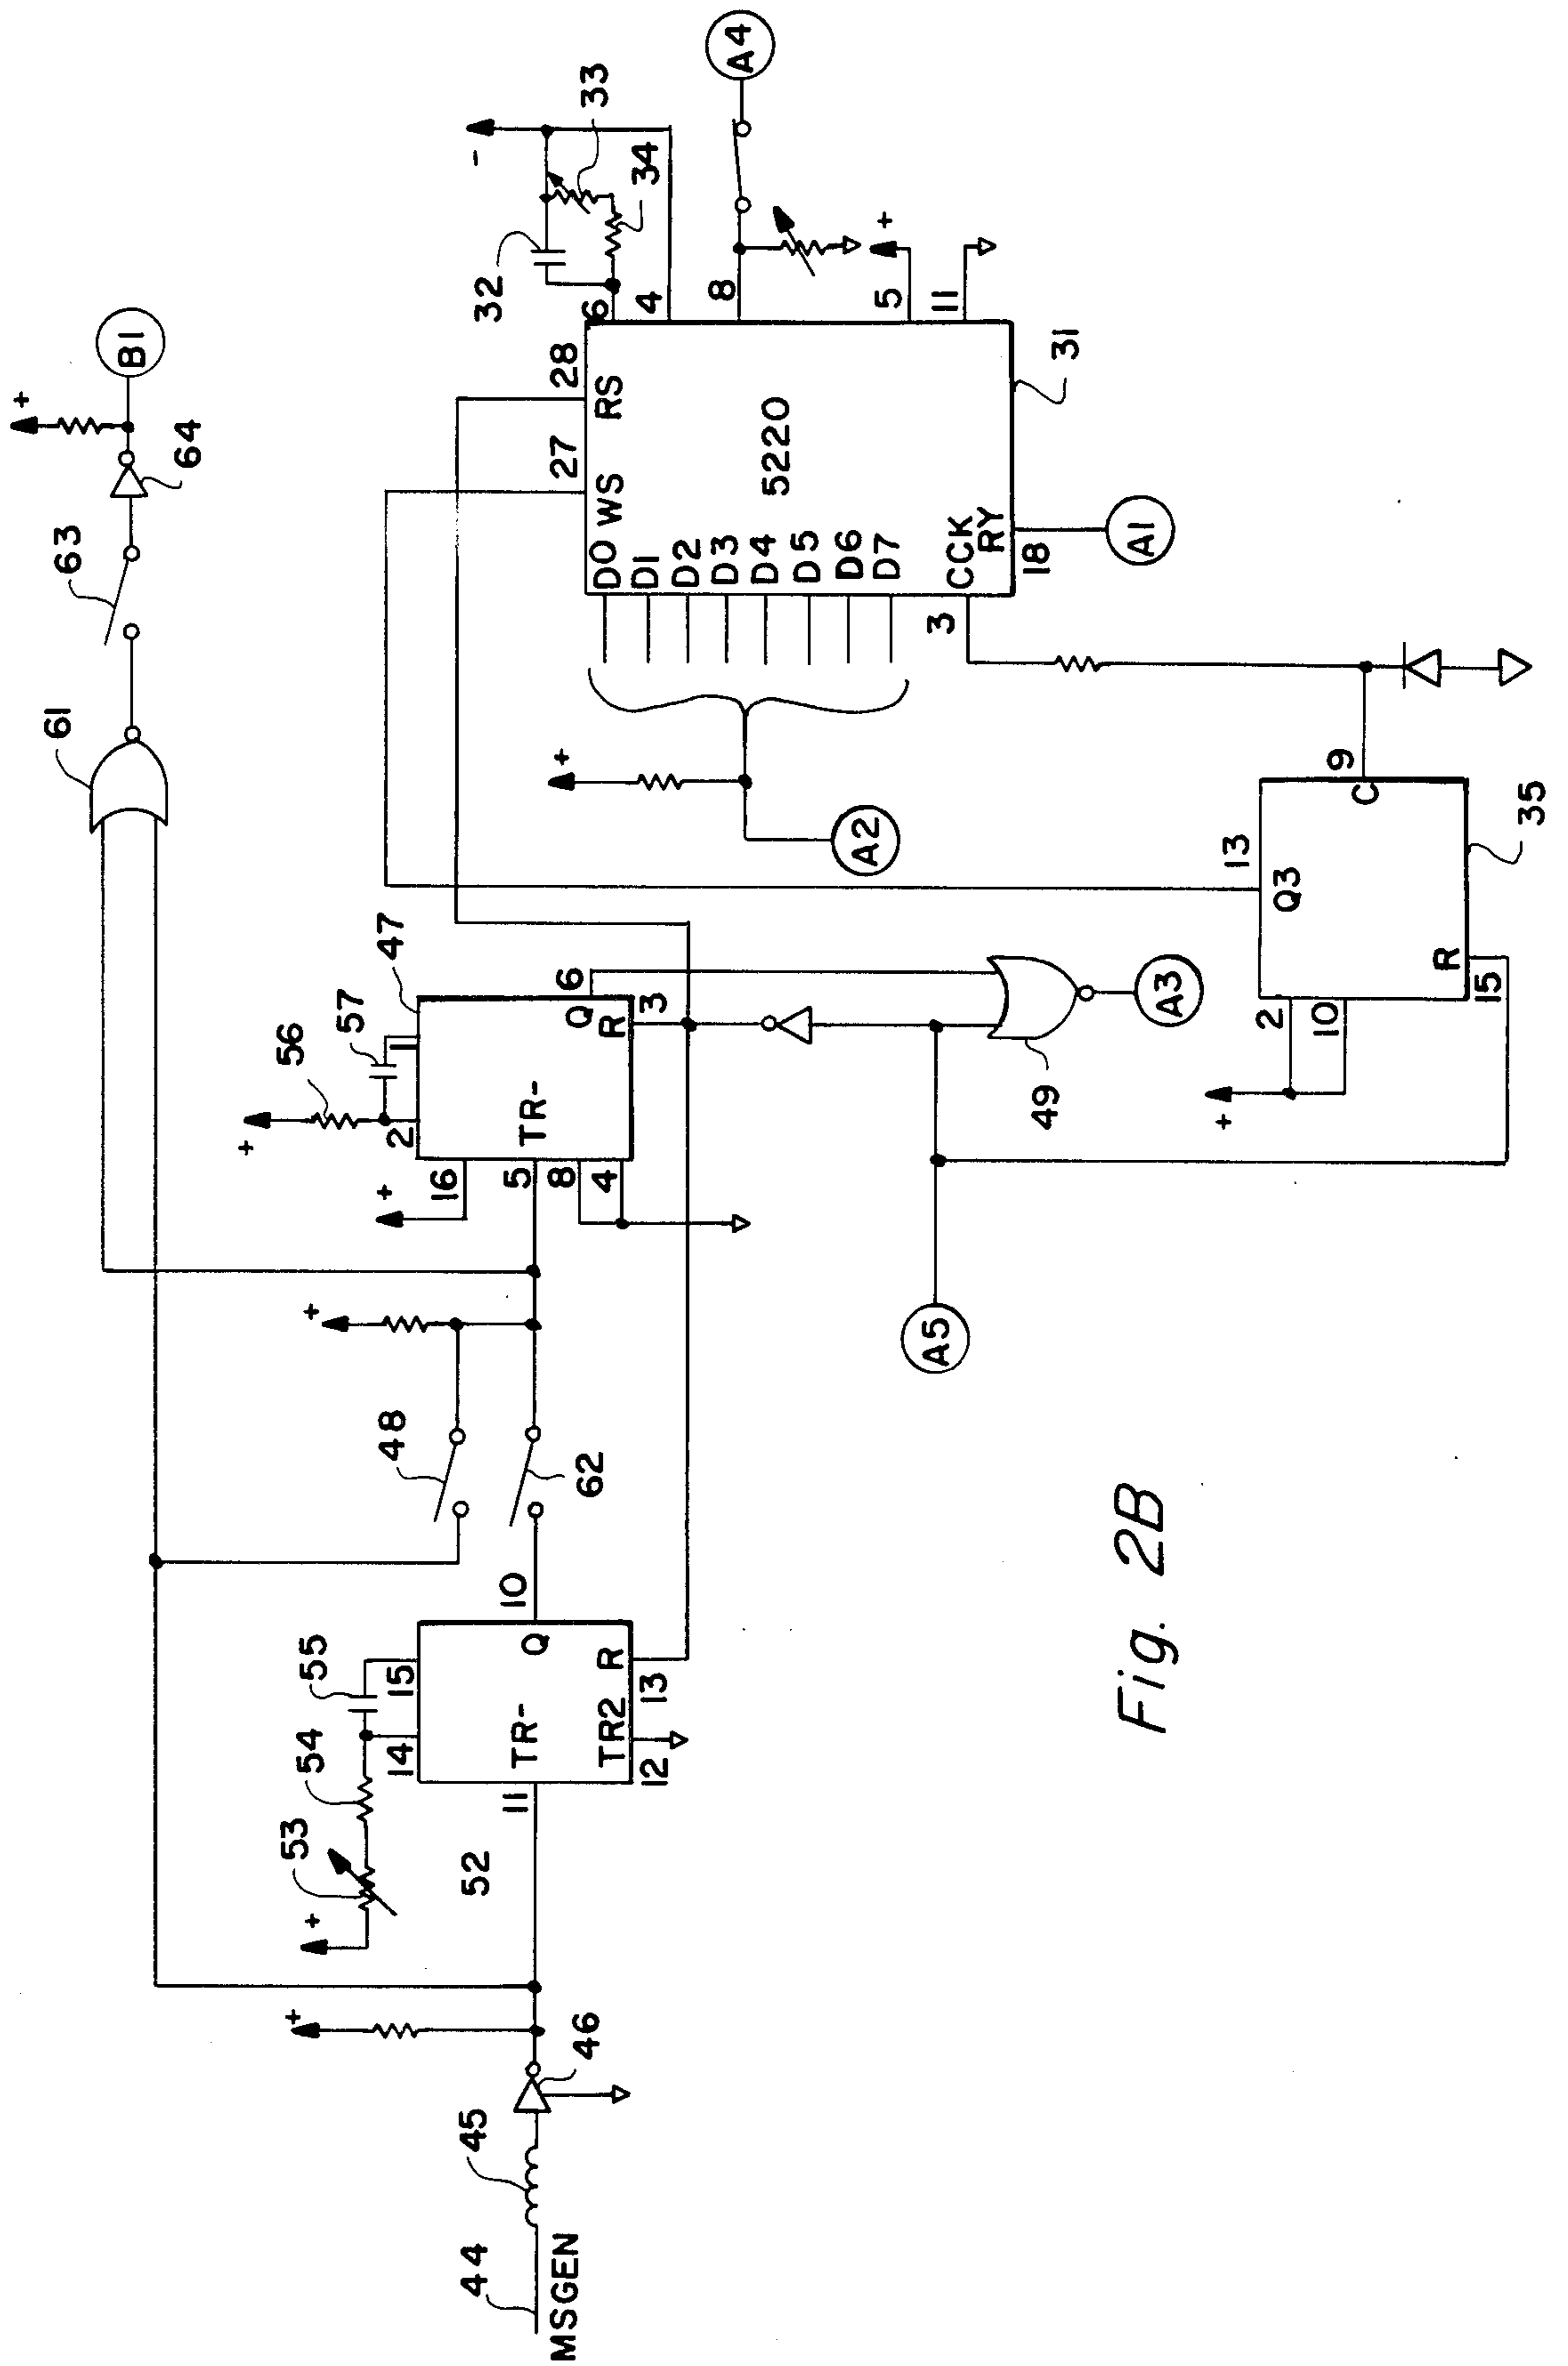 B1
+
64
63
61
A4
33
-
34
32
6
4
8
+
5
11
28
27
RS
WS
5220
31
D0
D1
D2
D3
D4
D5
D6
D7
CCK
RY
3
18
A1
+
A2
9
C
13
Q3
35
R
15
2
10
+
47
57
56
+
1
2
Q
6
R
3
TR-
+
16
5
8
4
49
A3
A5
+
48
62
10
Q
55
15
54
14
53
+
TR-
R
13
TR2
12
11
52
+
46
45
44
MSGEN
Fig. 2B